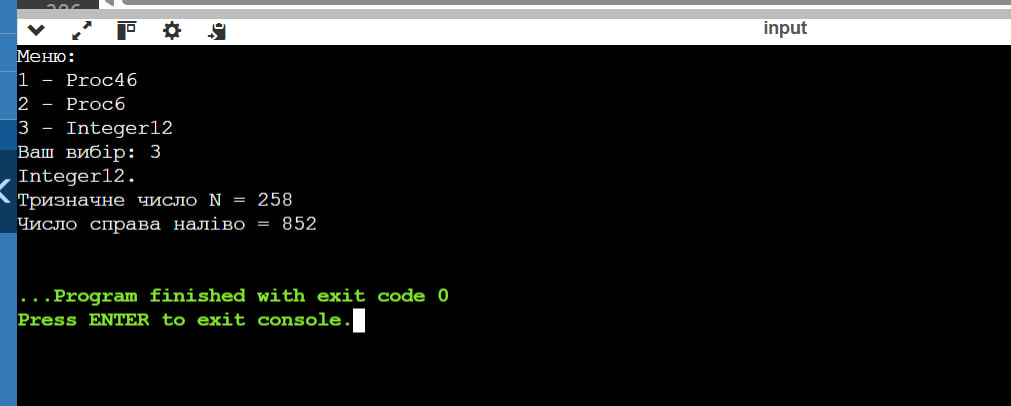 input
Меню:
1 - Proc46
2 - Proc6
3 - Integer12
Ваш вибір: 3
Integer12.
Тризначне число N = 258
Число справа наліво = 852
...Program finished with exit code 0
Press ENTER to exit console.